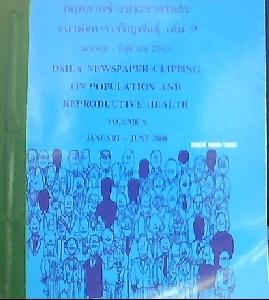 กฤตภาคข่าวประชากรและ
อนามัยการเจริญพันธุ์ เล่ม 9
มกราคม - มิถุนายน 2543
DAILY NEWSPAPER CLIPPING
ON POPULATION AND
REPRODUCTIVE HEALTH
VOLUME 9
JANUARY - JUNE 2000